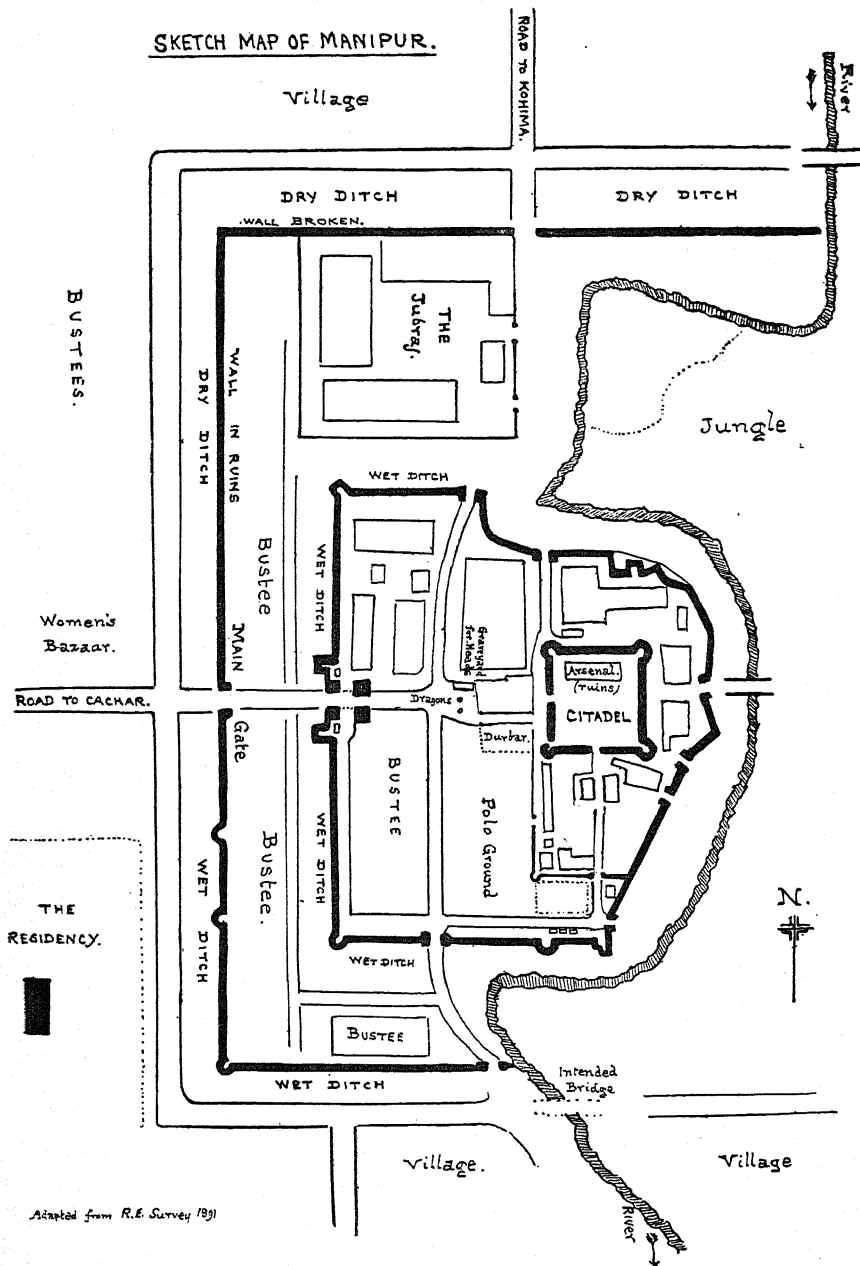 SKETCH MAP OF MANIPUR.
Village
ROAD TO KOHIMA.
River
DRY DITCH
DRY DITCH
WALL BROKEN.
BUSTEES.
THE
Jubraj.
WALL IN RUINS
DRY DITCH
Jungle
WET DITCH
Bustee
WET DITCH
Women's
Bazaar.
MAIN
Gate
Graveyard
for Heads
Arsenal.
(ruins)
CITADEL
ROAD TO CACHAR.
Dragons
Durbar.
BUSTEE
Polo Ground
Bustee.
WET DITCH
WET DITCH
THE
RESIDENCY.
N.
WET DITCH
BUSTEE
WET DITCH
Intended
Bridge
Village.
Village
River
Adapted from R.E. Survey 1891